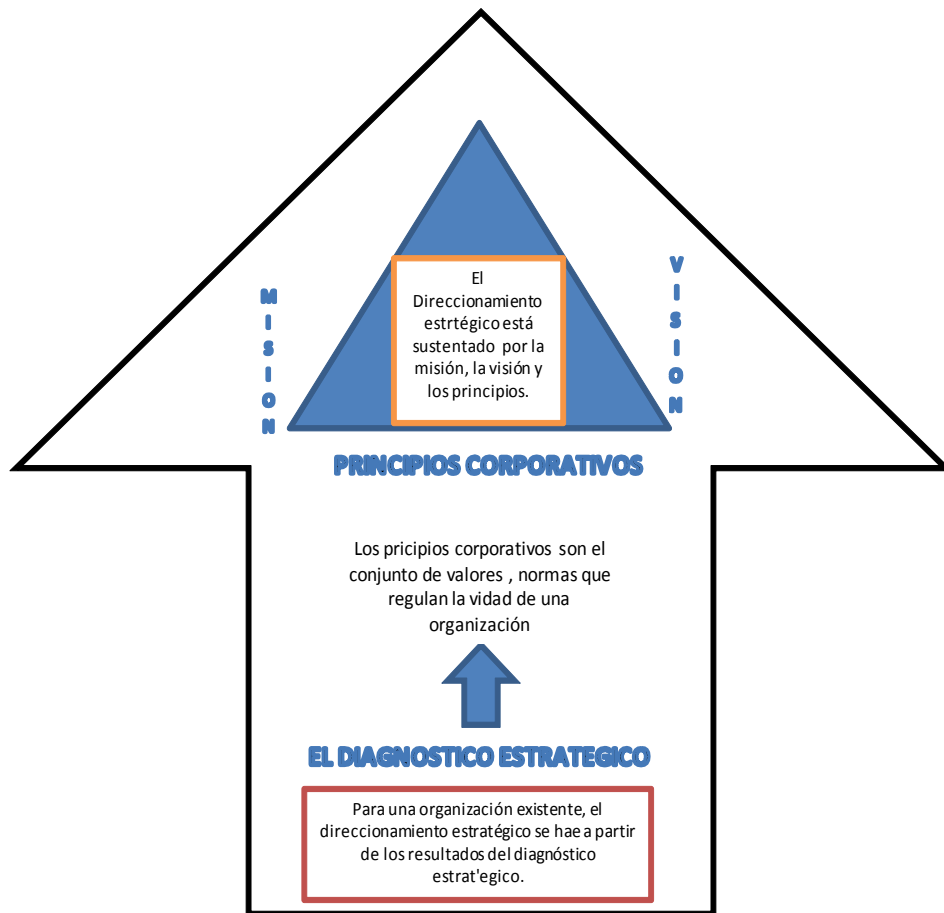 El
Direccionamiento
estrtégico está
sustentado por la
misión, la visión y
los principios.
MISION
VISION
PRINCIPIOS CORPORATIVOS
Los pricipios corporativos son el
conjunto de valores , normas que
regulan la vidad de una
organización
EL DIAGNOSTICO ESTRATEGICO
Para una organización existente, el
direccionamiento estratégico se hae a partir
de los resultados del diagnóstico
estrat'egico.